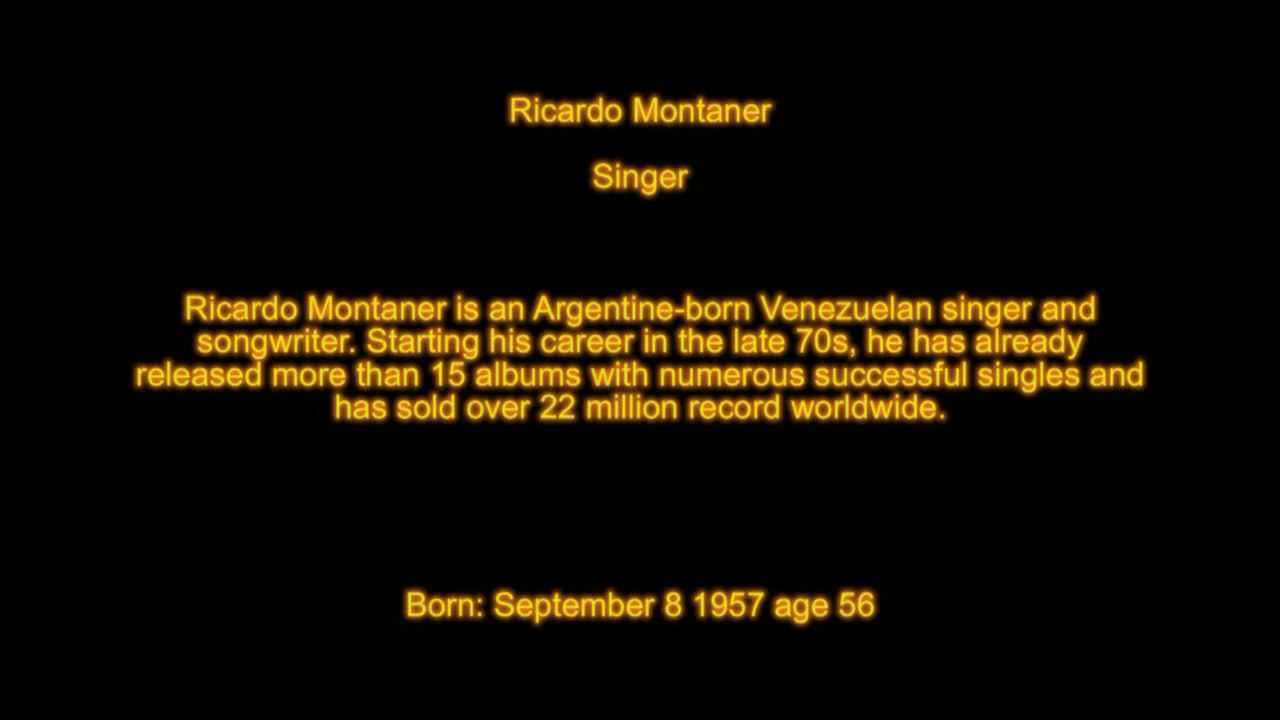 Ricardo Montaner
Singer
Ricardo Montaner is an Argentine-born Venezuelan singer and
songwriter. Starting his career in the late 70s, he has already
released more than 15 albums with numerous successful singles and
has sold over 22 million record worldwide.
Born: September 8 1957 age 56